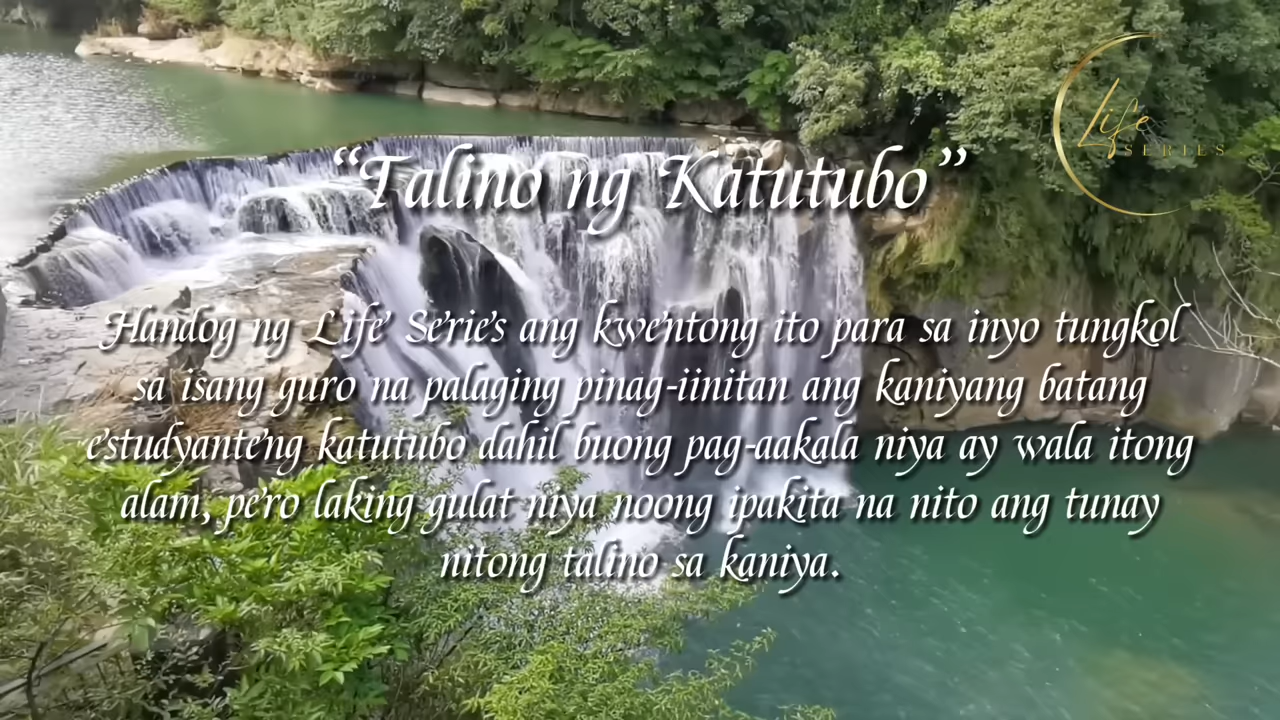 “Talino ng Katutubo”
Life
SERIES
Handog ng Life Series ang kwentong ito para sa inyo tungkol
sa isang guro na palaging pinag-iinitan ang kaniyang batang
estudyanteng katutubo dahil buong pag-aakala niya ay wala itong
alam, pero laking gulat niya noong ipakita na nito ang tunay
nitong talino sa kaniya.